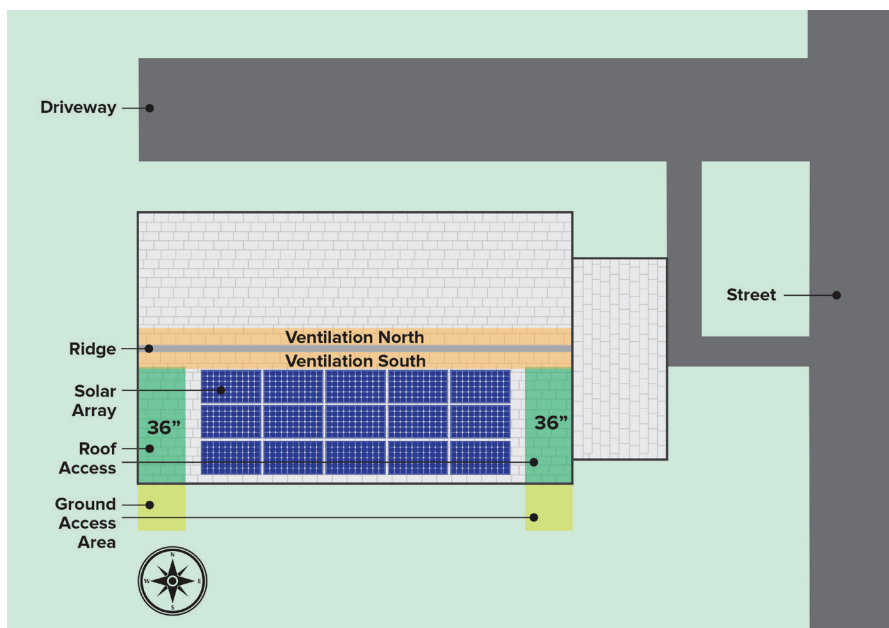 Driveway
Street
Ventilation North
Ridge
Ventilation South
Solar
Array
36”
36”
Roof
Access
Ground
Access
Area
N
W
E
S